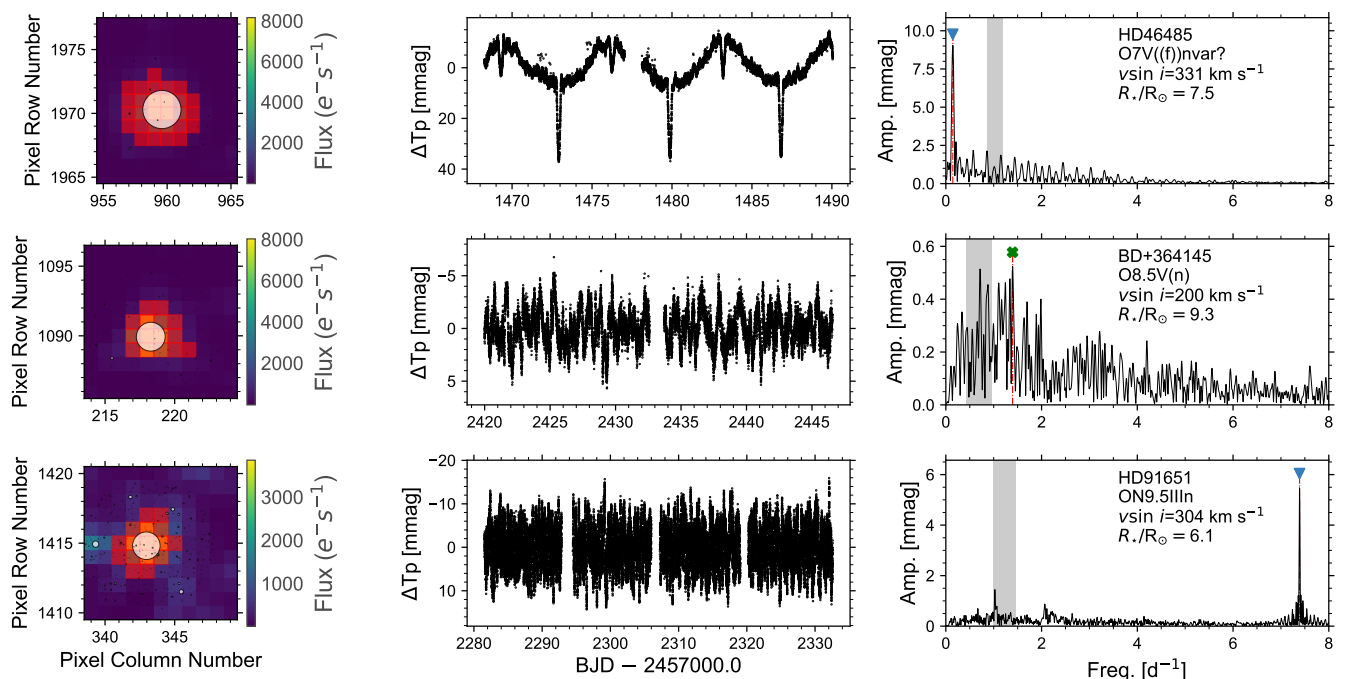 Pixel Row Number
1975
1970
1965
955 960 965
Flux (e⁻s⁻¹)
8000
6000
4000
2000
ΔTp [mmag]
0
20
40
1470 1475 1480 1485 1490
Amp. [mmag]
10.0
7.5
5.0
2.5
0.0
0 2 4 6 8
HD46485
O7V((f))nvar?
vsin i=331 km s⁻¹
R⋆/R⊙ = 7.5
Pixel Row Number
1095
1090
215 220
Flux (e⁻s⁻¹)
8000
6000
4000
2000
0
ΔTp [mmag]
−5
0
5
2420 2425 2430 2435 2440 2445
Amp. [mmag]
0.6
0.4
0.2
0.0
0 2 4 6 8
BD+364145
O8.5V(n)
vsin i=200 km s⁻¹
R⋆/R⊙ = 9.3
Pixel Row Number
1420
1415
1410
340 345
Pixel Column Number
Flux (e⁻s⁻¹)
3000
2000
1000
ΔTp [mmag]
−20
−10
0
10
2280 2290 2300 2310 2320 2330
BJD − 2457000.0
Amp. [mmag]
6
4
2
0
0 2 4 6 8
Freq. [d⁻¹]
HD91651
ON9.5IIIn
vsin i=304 km s⁻¹
R⋆/R⊙ = 6.1